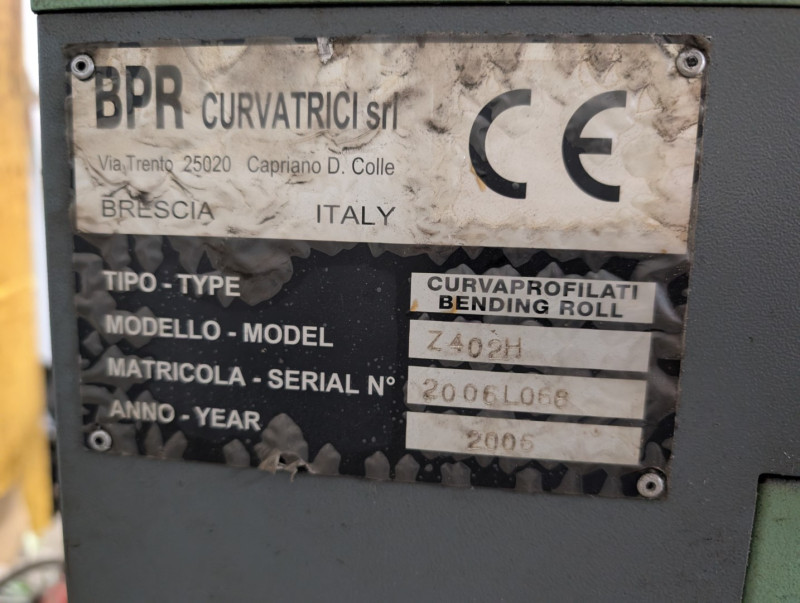 BPR CURVATRICI srl
Via Trento 25020 Capriano D. Colle
BRESCIA ITALY
CE
TIPO - TYPE CURVAPROFILATI
BENDING ROLL
MODELLO - MODEL Z402H
MATRICOLA - SERIAL N° 2006L068
ANNO - YEAR 2006